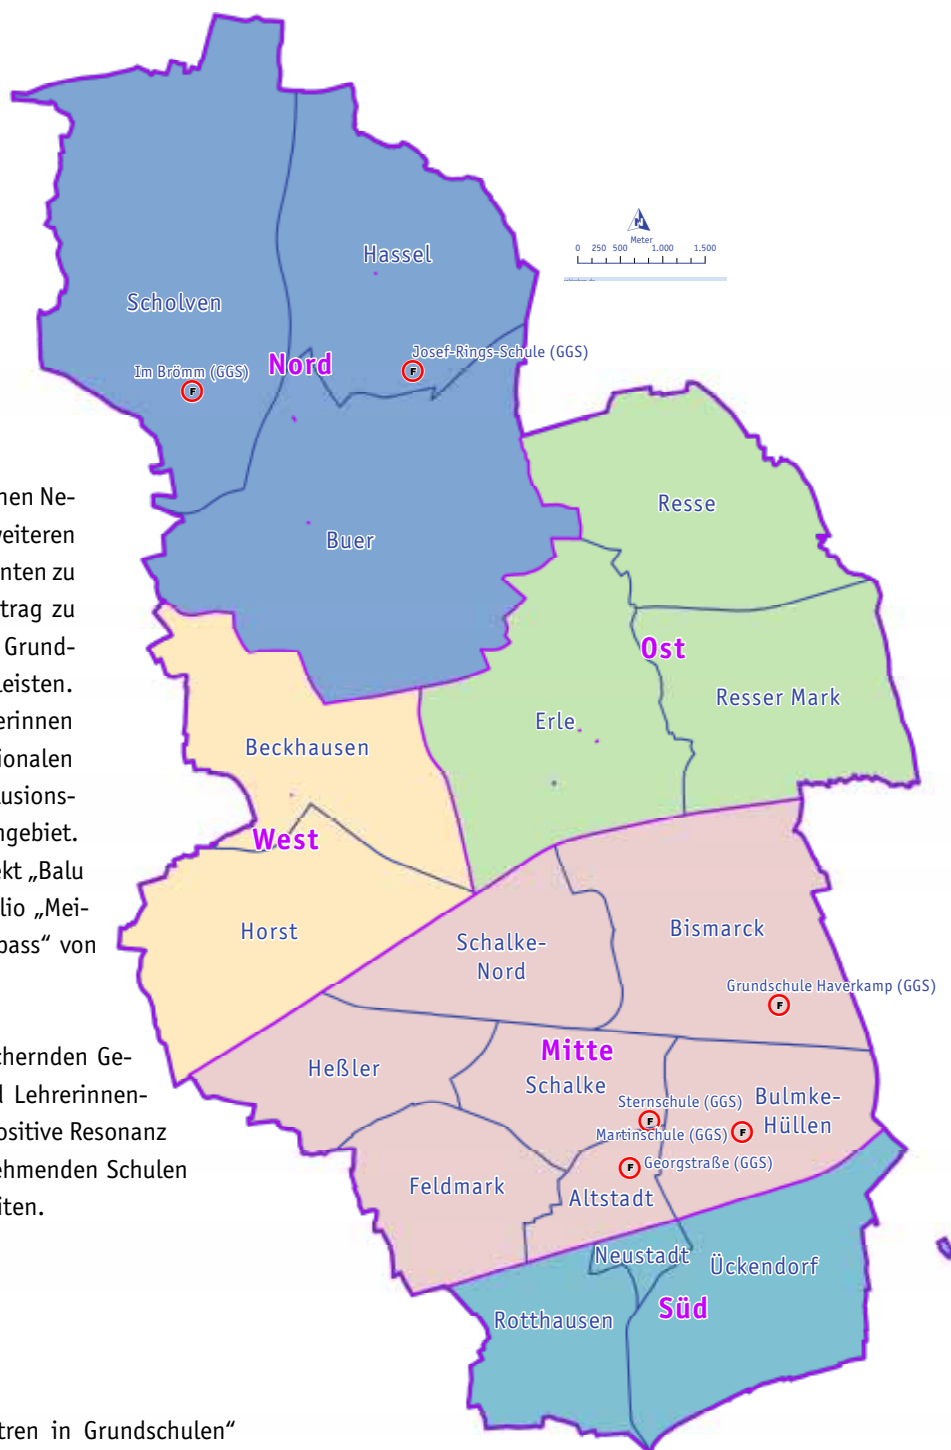 N
Meter
0 250 500 1.000 1.500
Hassel
Scholven
Josef-Rings-Schule (GGS)
Nord
Im Brömm (GGS)
F
F
Resse
Buer
Ost
Resser Mark
Erle
Beckhausen
West
Horst
Bismarck
Schalke-
Nord
Grundschule Haverkamp (GGS)
F
Mitte
Heßler
Schalke
Bulmke-
Hüllen
Sternschule (GGS)
F
Martinschule (GGS)
F
Georgstraße (GGS)
F
Feldmark
Altstadt
Neustadt
Ückendorf
Süd
Rotthausen
hen Ne-
weiteren
nten zu
trag zu
Grund-
leisten.
erinnen
ionalen
lusions-
ngebiet.
ekt „Balu
lio „Mei-
pass“ von
chernden Ge-
d Lehrerinnen-
ositive Resonanz
ehmenden Schulen
iten.
tren in Grundschulen“